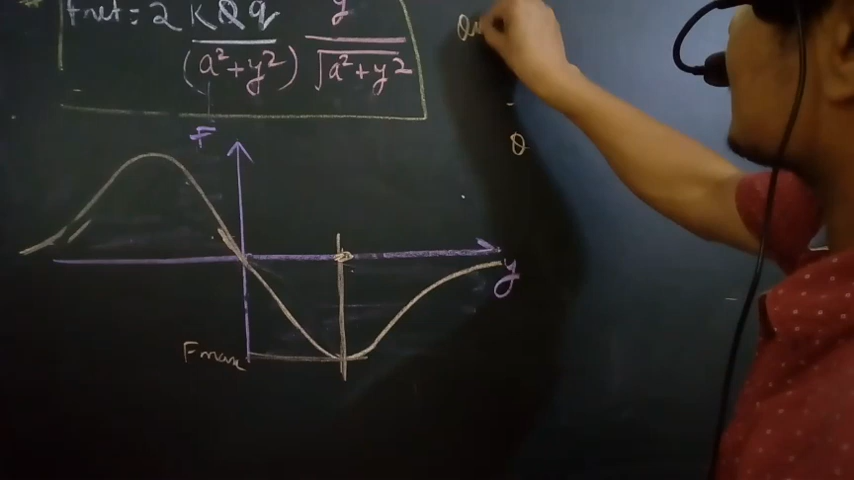 Fnet = 2 KQq / (a²+y²) y / √a²+y²
F
θ
y
Fmax